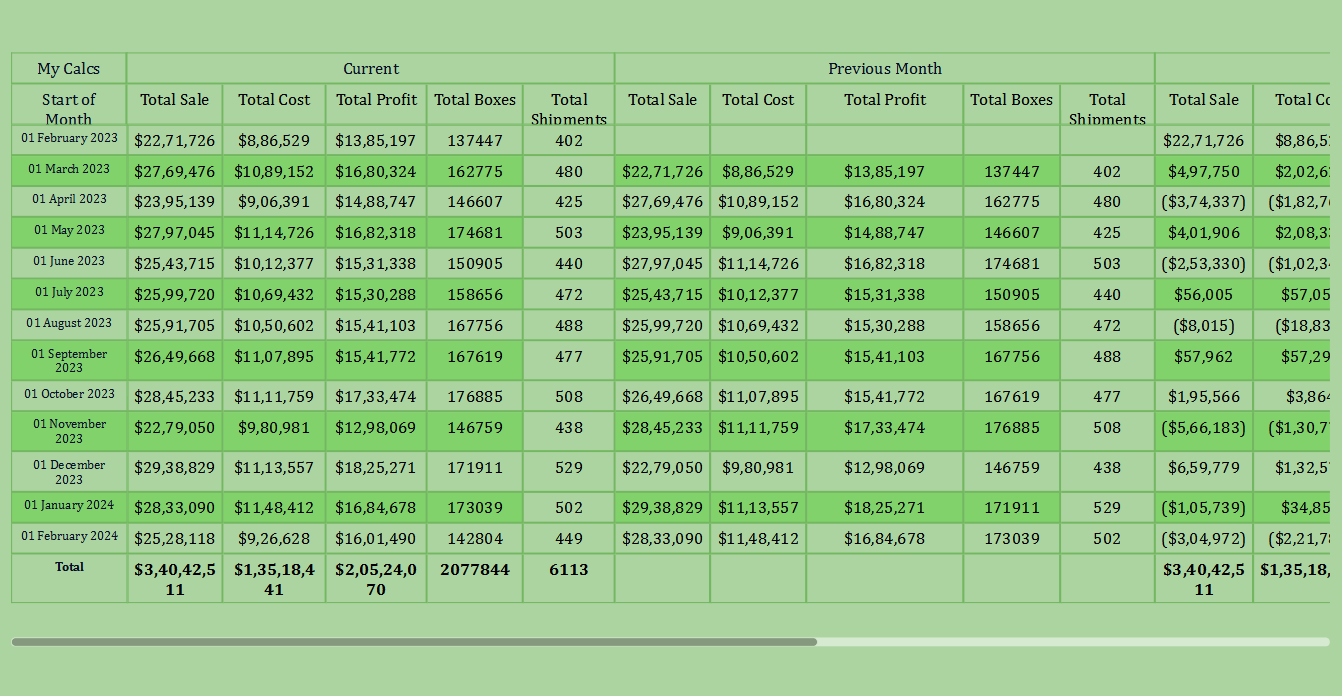 My Calcs Current Previous Month
Start of Month Total Sale Total Cost Total Profit Total Boxes Total Shipments Total Sale Total Cost Total Profit Total Boxes Total Shipments Total Sale Total Co
01 February 2023 $22,71,726 $8,86,529 $13,85,197 137447 402 $22,71,726 $8,86,5
01 March 2023 $27,69,476 $10,89,152 $16,80,324 162775 480 $22,71,726 $8,86,529 $13,85,197 137447 402 $4,97,750 $2,02,6
01 April 2023 $23,95,139 $9,06,391 $14,88,747 146607 425 $27,69,476 $10,89,152 $16,80,324 162775 480 ($3,74,337) ($1,82,7
01 May 2023 $27,97,045 $11,14,726 $16,82,318 174681 503 $23,95,139 $9,06,391 $14,88,747 146607 425 $4,01,906 $2,08,3
01 June 2023 $25,43,715 $10,12,377 $15,31,338 150905 440 $27,97,045 $11,14,726 $16,82,318 174681 503 ($2,53,330) ($1,02,3
01 July 2023 $25,99,720 $10,69,432 $15,30,288 158656 472 $25,43,715 $10,12,377 $15,31,338 150905 440 $56,005 $57,05
01 August 2023 $25,91,705 $10,50,602 $15,41,103 167756 488 $25,99,720 $10,69,432 $15,30,288 158656 472 ($8,015) ($18,83
01 September 2023 $26,49,668 $11,07,895 $15,41,772 167619 477 $25,91,705 $10,50,602 $15,41,103 167756 488 $57,962 $57,29
01 October 2023 $28,45,233 $11,11,759 $17,33,474 176885 508 $26,49,668 $11,07,895 $15,41,772 167619 477 $1,95,566 $3,864
01 November 2023 $22,79,050 $9,80,981 $12,98,069 146759 438 $28,45,233 $11,11,759 $17,33,474 176885 508 ($5,66,183) ($1,30,7
01 December 2023 $29,38,829 $11,13,557 $18,25,271 171911 529 $22,79,050 $9,80,981 $12,98,069 146759 438 $6,59,779 $1,32,5
01 January 2024 $28,33,090 $11,48,412 $16,84,678 173039 502 $29,38,829 $11,13,557 $18,25,271 171911 529 ($1,05,739) $34,85
01 February 2024 $25,28,118 $9,26,628 $16,01,490 142804 449 $28,33,090 $11,48,412 $16,84,678 173039 502 ($3,04,972) ($2,21,7
Total $3,40,42,511 $1,35,18,441 $2,05,24,070 2077844 6113 $3,40,42,511 $1,35,18,